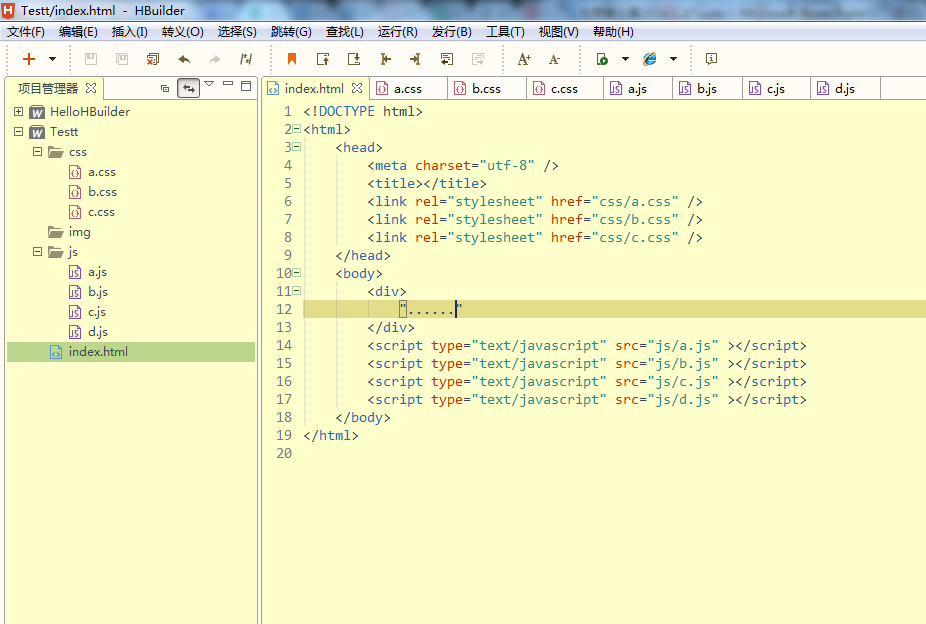 Testt/index.html - HBuilder
文件(F) 编辑(E) 插入(I) 转义(O) 选择(S) 跳转(G) 查找(L) 运行(R) 发行(B) 工具(T) 视图(V) 帮助(H)
项目管理器
index.html a.css b.css c.css a.js b.js c.js d.js
HelloHBuilder
Testt
css
a.css
b.css
c.css
img
js
a.js
b.js
c.js
d.js
index.html
1 <!DOCTYPE html>
2 <html>
3 <head>
4 <meta charset="utf-8" />
5 <title></title>
6 <link rel="stylesheet" href="css/a.css" />
7 <link rel="stylesheet" href="css/b.css" />
8 <link rel="stylesheet" href="css/c.css" />
9 </head>
10 <body>
11 <div>
12 "......"
13 </div>
14 <script type="text/javascript" src="js/a.js" ></script>
15 <script type="text/javascript" src="js/b.js" ></script>
16 <script type="text/javascript" src="js/c.js" ></script>
17 <script type="text/javascript" src="js/d.js" ></script>
18 </body>
19 </html>
20